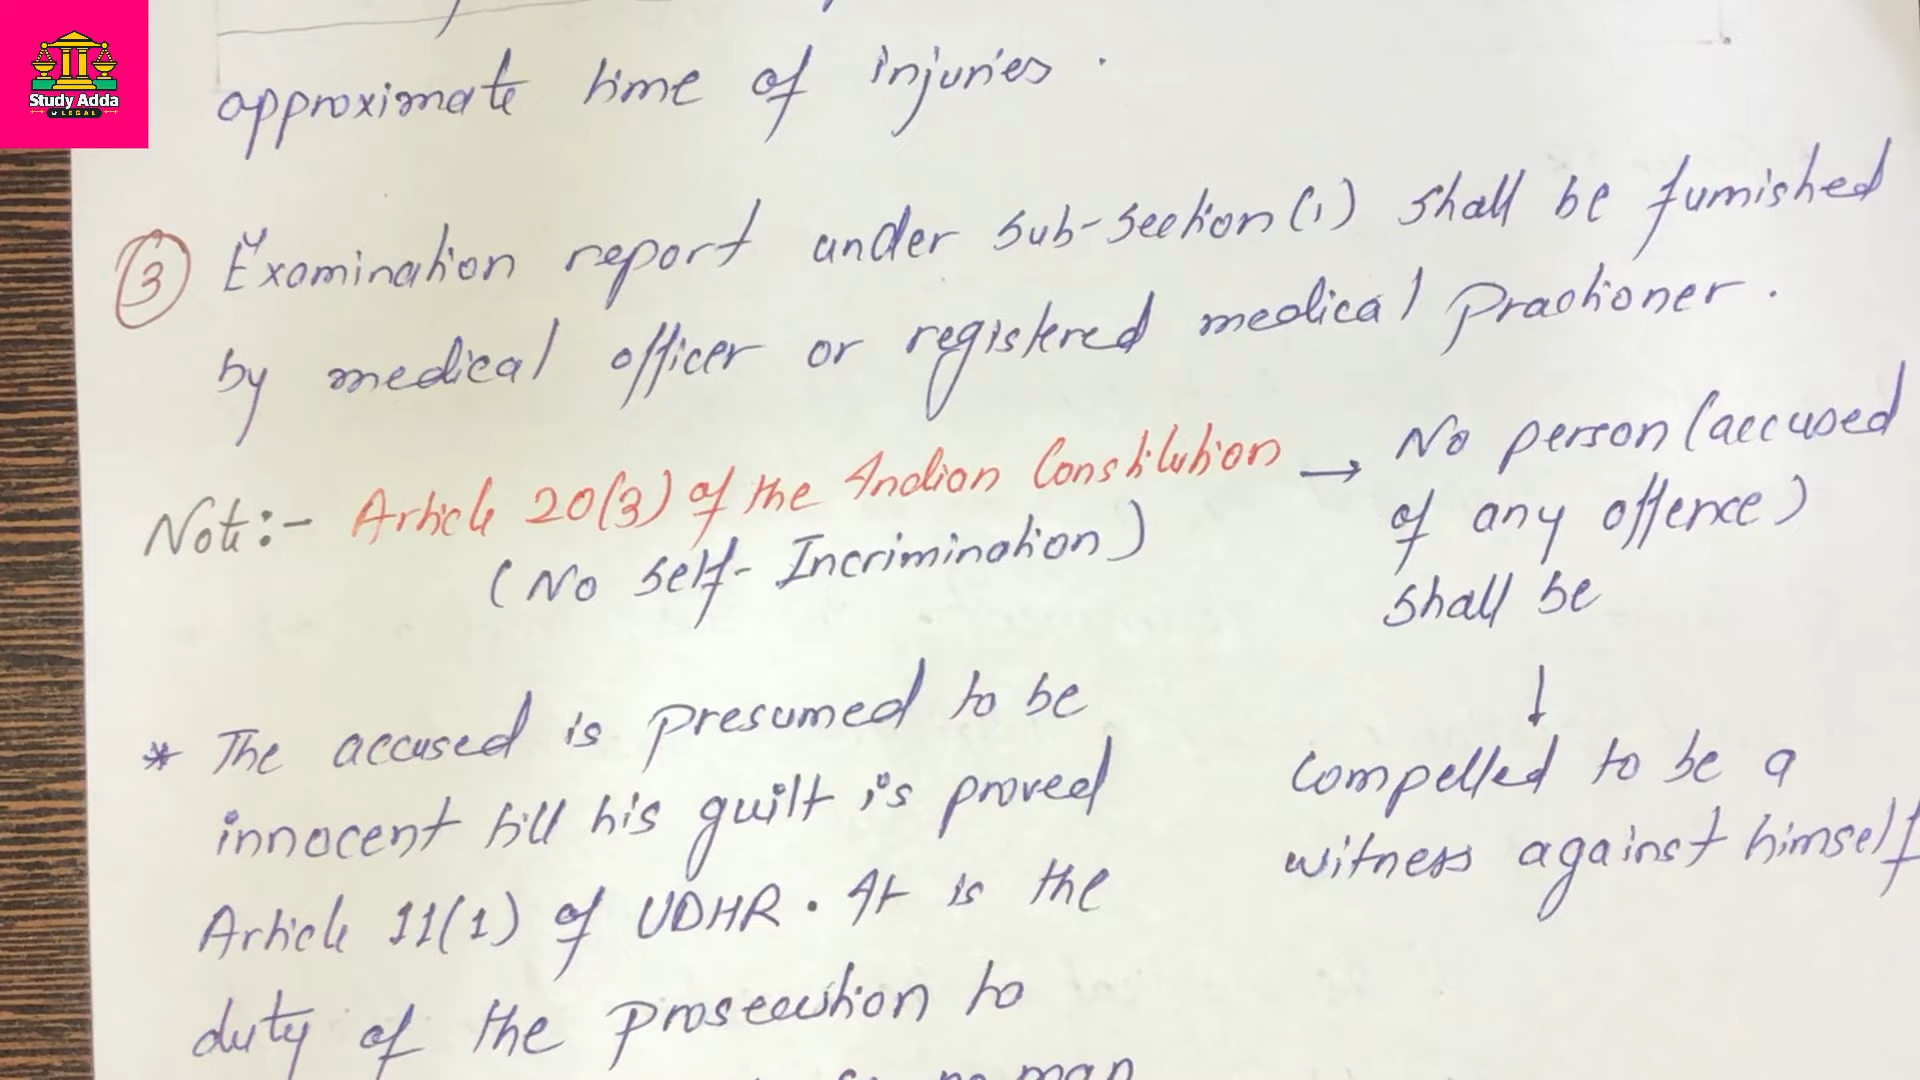 Study Adda
LEGAL
approximate time of injuries.
3 Examination report under sub-section (1) shall be furnished
by medical officer or registered medical Practioner.
Note:- Article 20(3) of the Indian Constitution → No person (accused
(No self-Incrimination)
of any offence)
shall be
↓
compelled to be a
witness against himself
* The accused is presumed to be
innocent till his guilt is proved
Article 11(1) of UDHR. It is the
duty of the prosecution to
no man